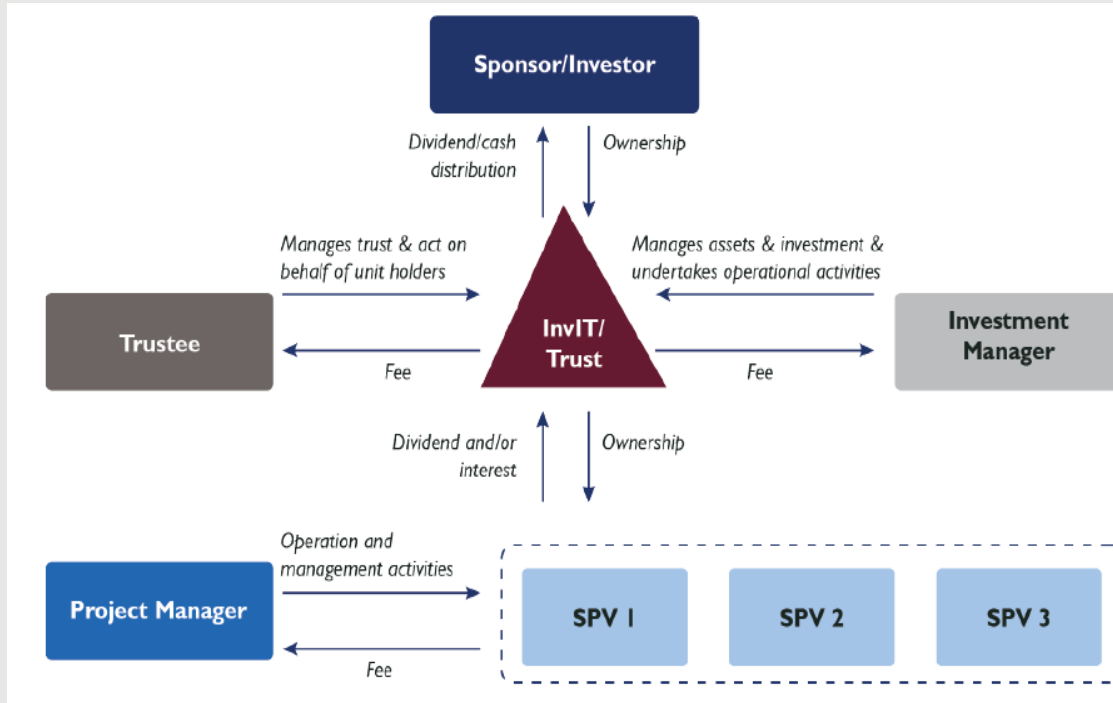 Sponsor/Investor
Dividend/cash
distribution
Ownership
Manages trust & act on
behalf of unit holders
Manages assets & investment &
undertakes operational activities
Trustee
InvIT/
Trust
Investment
Manager
Fee
Fee
Dividend and/or
interest
Ownership
Operation and
management activities
Project Manager
SPV 1
SPV 2
SPV 3
Fee